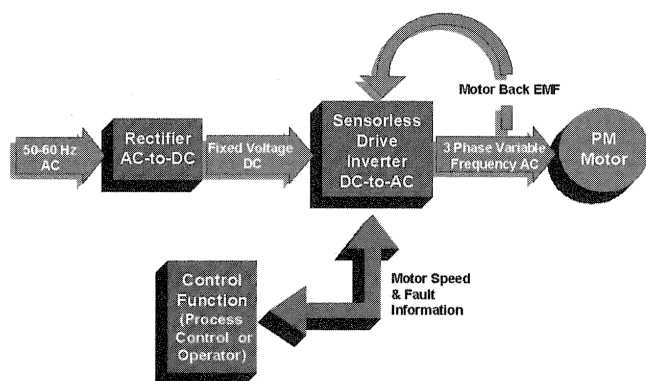 Motor Back EMF
50-60 Hz
AC
Rectifier
AC-to-DC
Fixed Voltage
DC
Sensorless
Drive
Inverter
DC-to-AC
3 Phase Variable
Frequency AC
PM
Motor
Control
Function
(Process
Control or
Operator)
Motor Speed
& Fault
Information